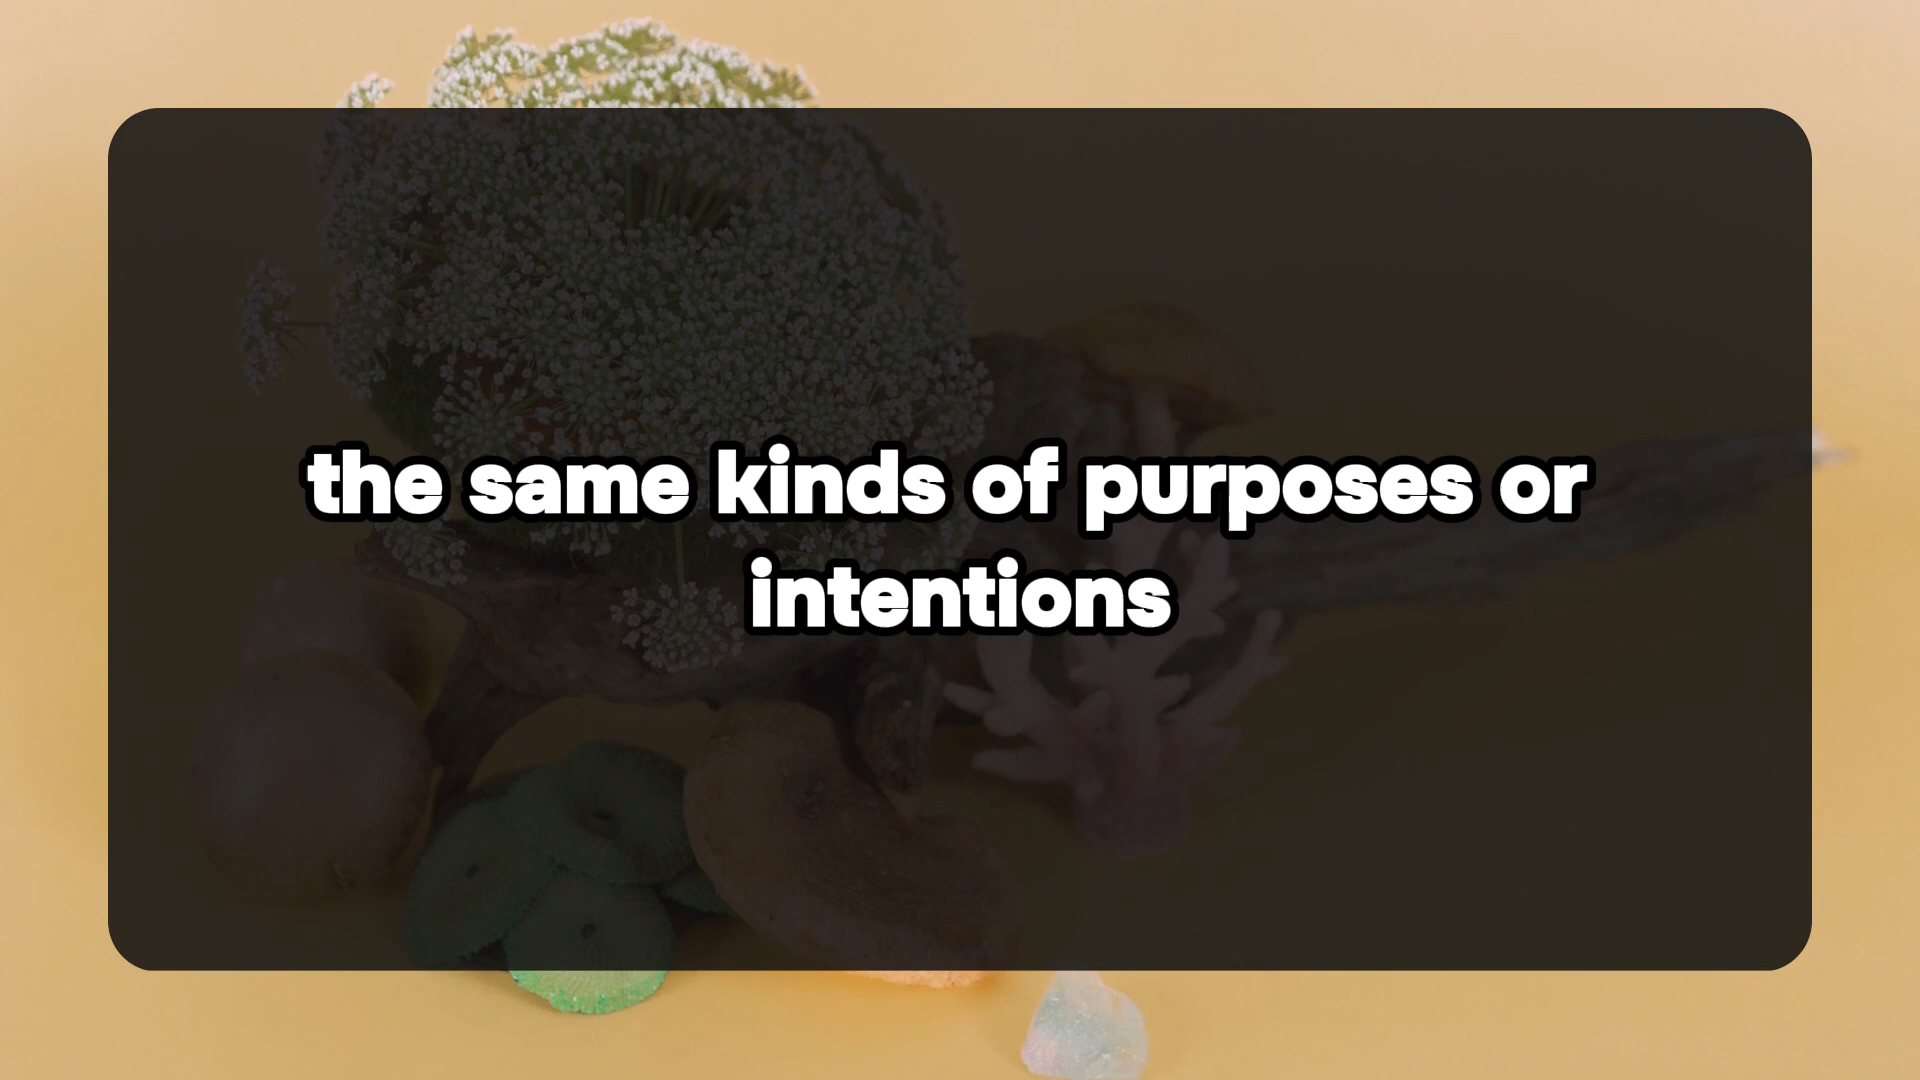 the same kinds of purposes or
intentions